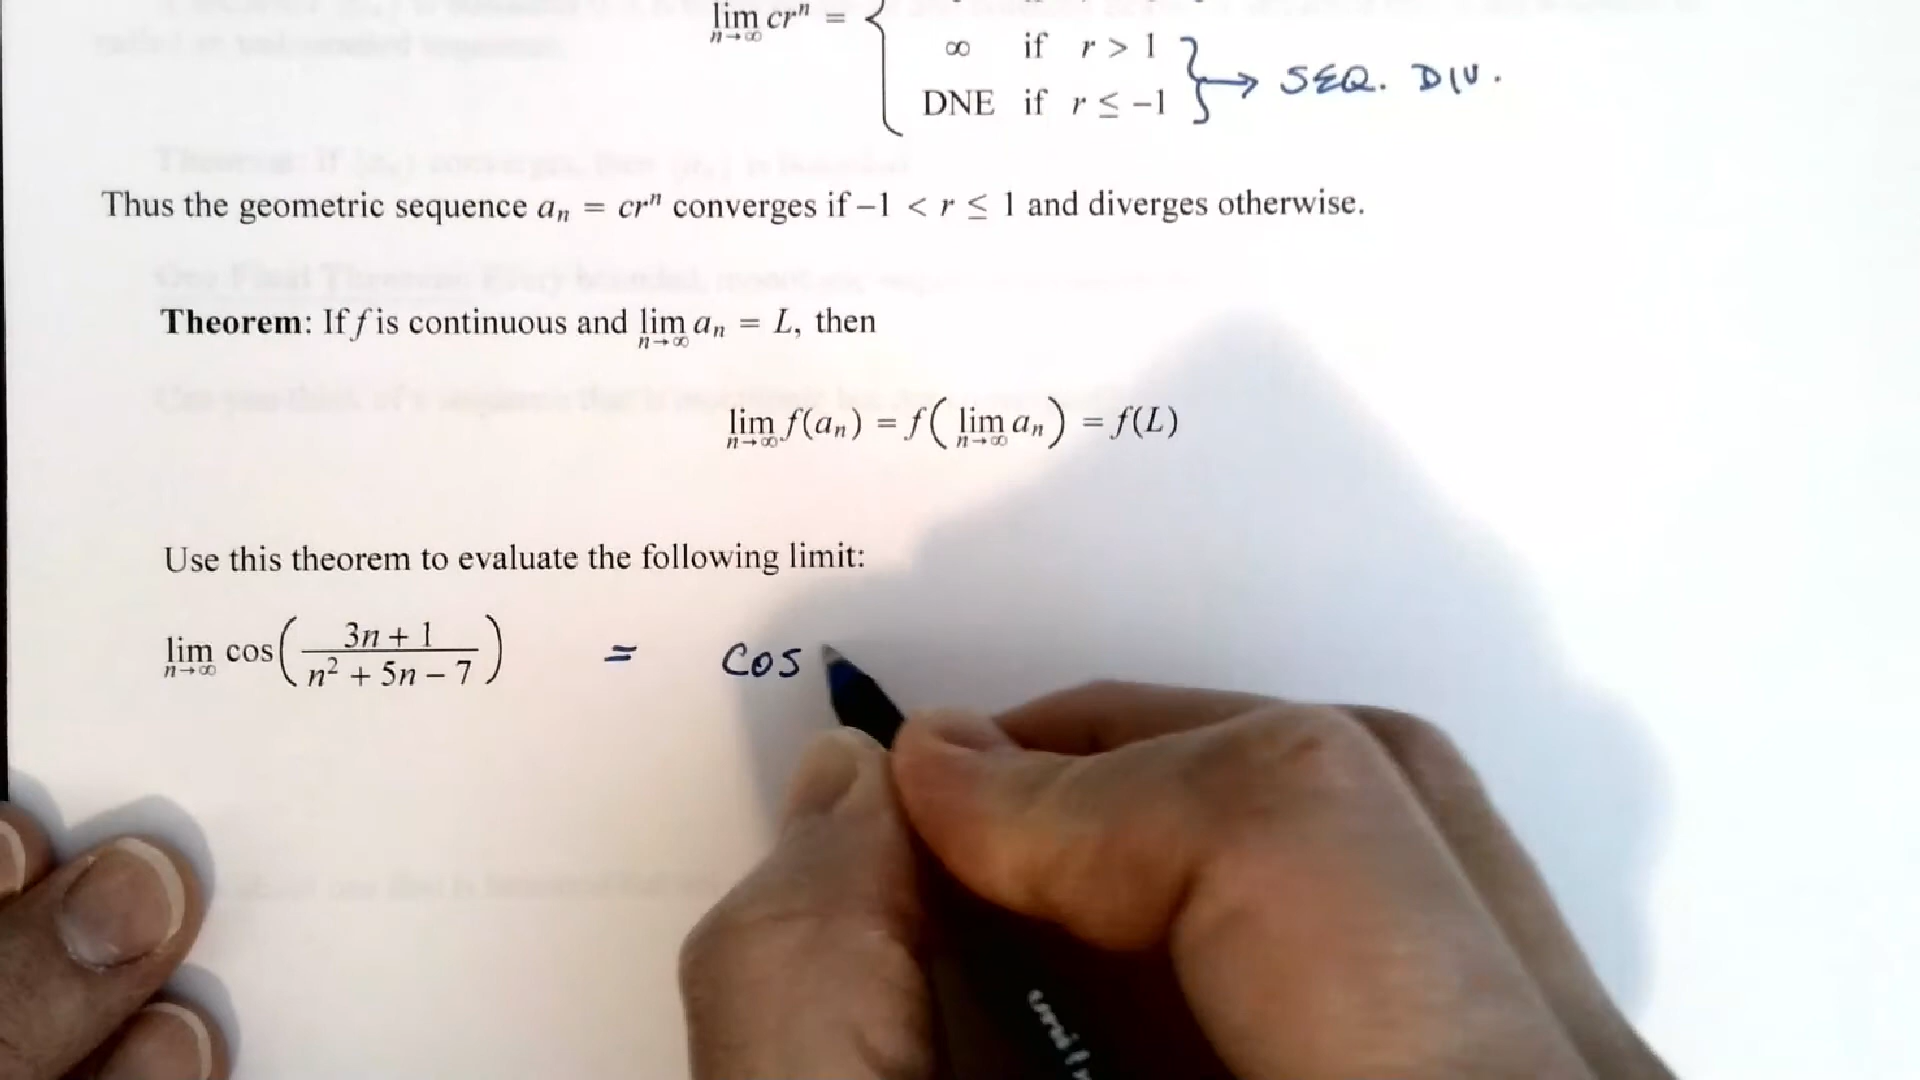 lim crⁿ = {
n→∞
∞ if r > 1
DNE if r ≤ −1
} → SEQ. DIV.
Thus the geometric sequence aₙ = crⁿ converges if −1 < r ≤ 1 and diverges otherwise.
Theorem: If f is continuous and lim n→∞ aₙ = L, then
lim n→∞ f(aₙ) = f( lim n→∞ aₙ ) = f(L)
Use this theorem to evaluate the following limit:
lim n→∞ cos( (3n + 1) / (n² + 5n − 7) ) = cos